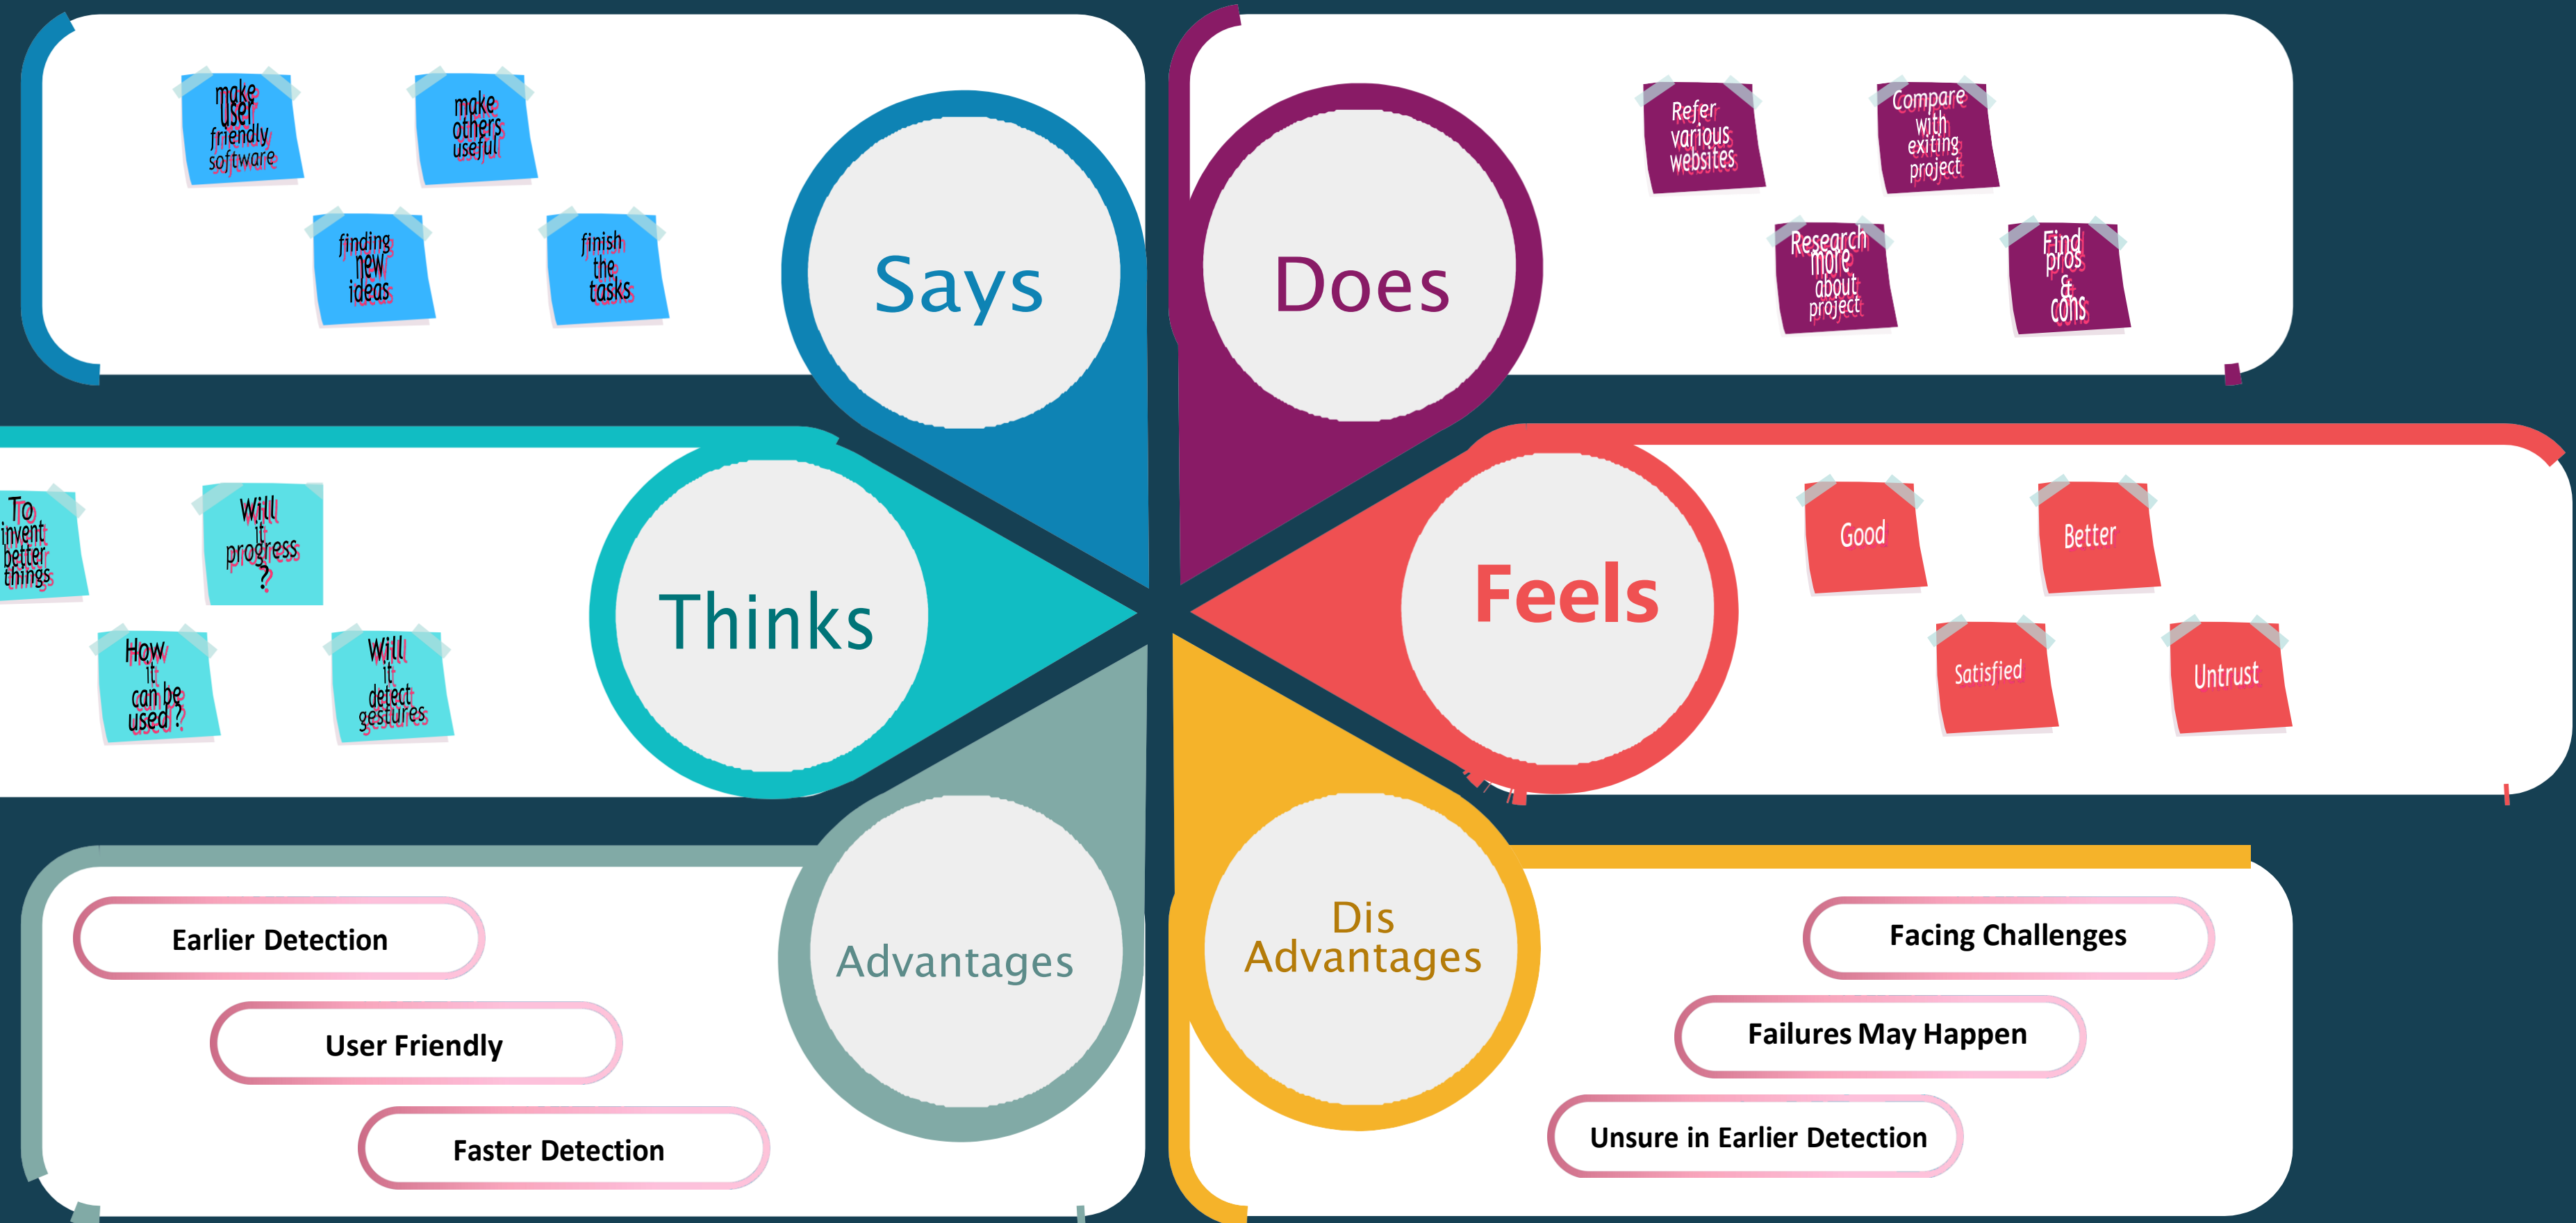 make
user
friendly
software
make
others
useful
finding
new
ideas
finish
the
tasks
Says
Does
Refer
various
websites
Compare
with
exiting
project
Research
more
about
project
Find
pros
&
cons
To
invent
better
things
Will
it
progress
?
How
it
can be
used ?
Will
it
detect
gestures
Thinks
Feels
Good
Better
Satisfied
Untrust
Advantages
Earlier Detection
User Friendly
Faster Detection
Dis
Advantages
Facing Challenges
Failures May Happen
Unsure in Earlier Detection